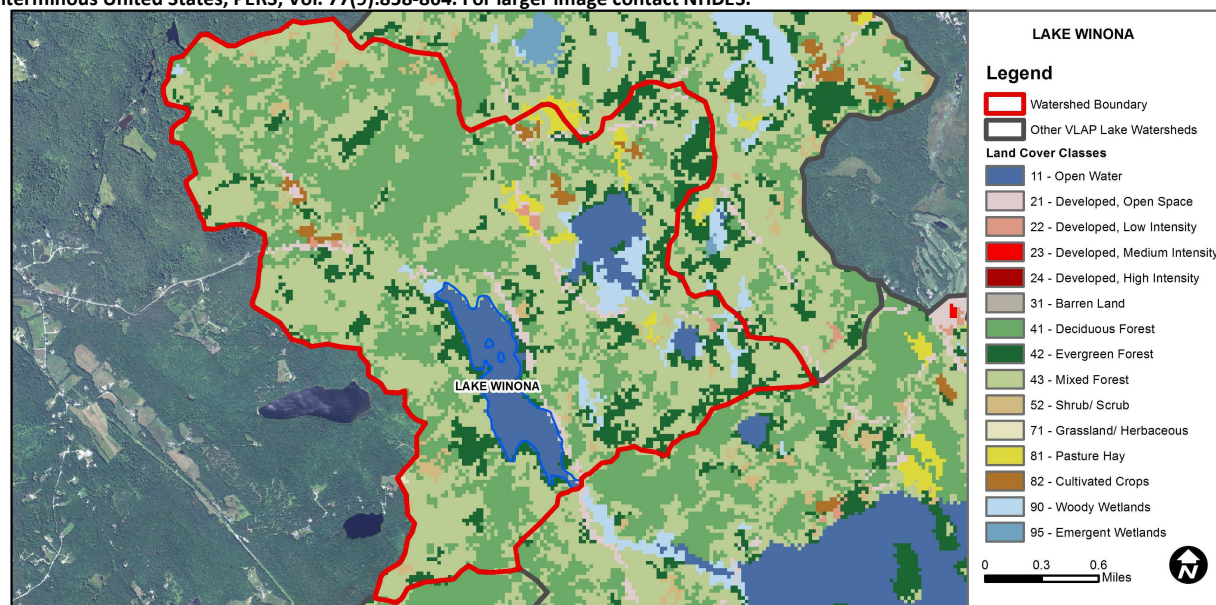 nterminous United States, PERS, Vol. 77(9):858-864. For larger image contact NHDES.
LAKE WINONA
Legend
Watershed Boundary
Other VLAP Lake Watersheds
Land Cover Classes
11 - Open Water
21 - Developed, Open Space
22 - Developed, Low Intensity
23 - Developed, Medium Intensity
24 - Developed, High Intensity
31 - Barren Land
41 - Deciduous Forest
42 - Evergreen Forest
43 - Mixed Forest
52 - Shrub/ Scrub
71 - Grassland/ Herbaceous
81 - Pasture Hay
82 - Cultivated Crops
90 - Woody Wetlands
95 - Emergent Wetlands
0 0.3 0.6
Miles
N
LAKE WINONA